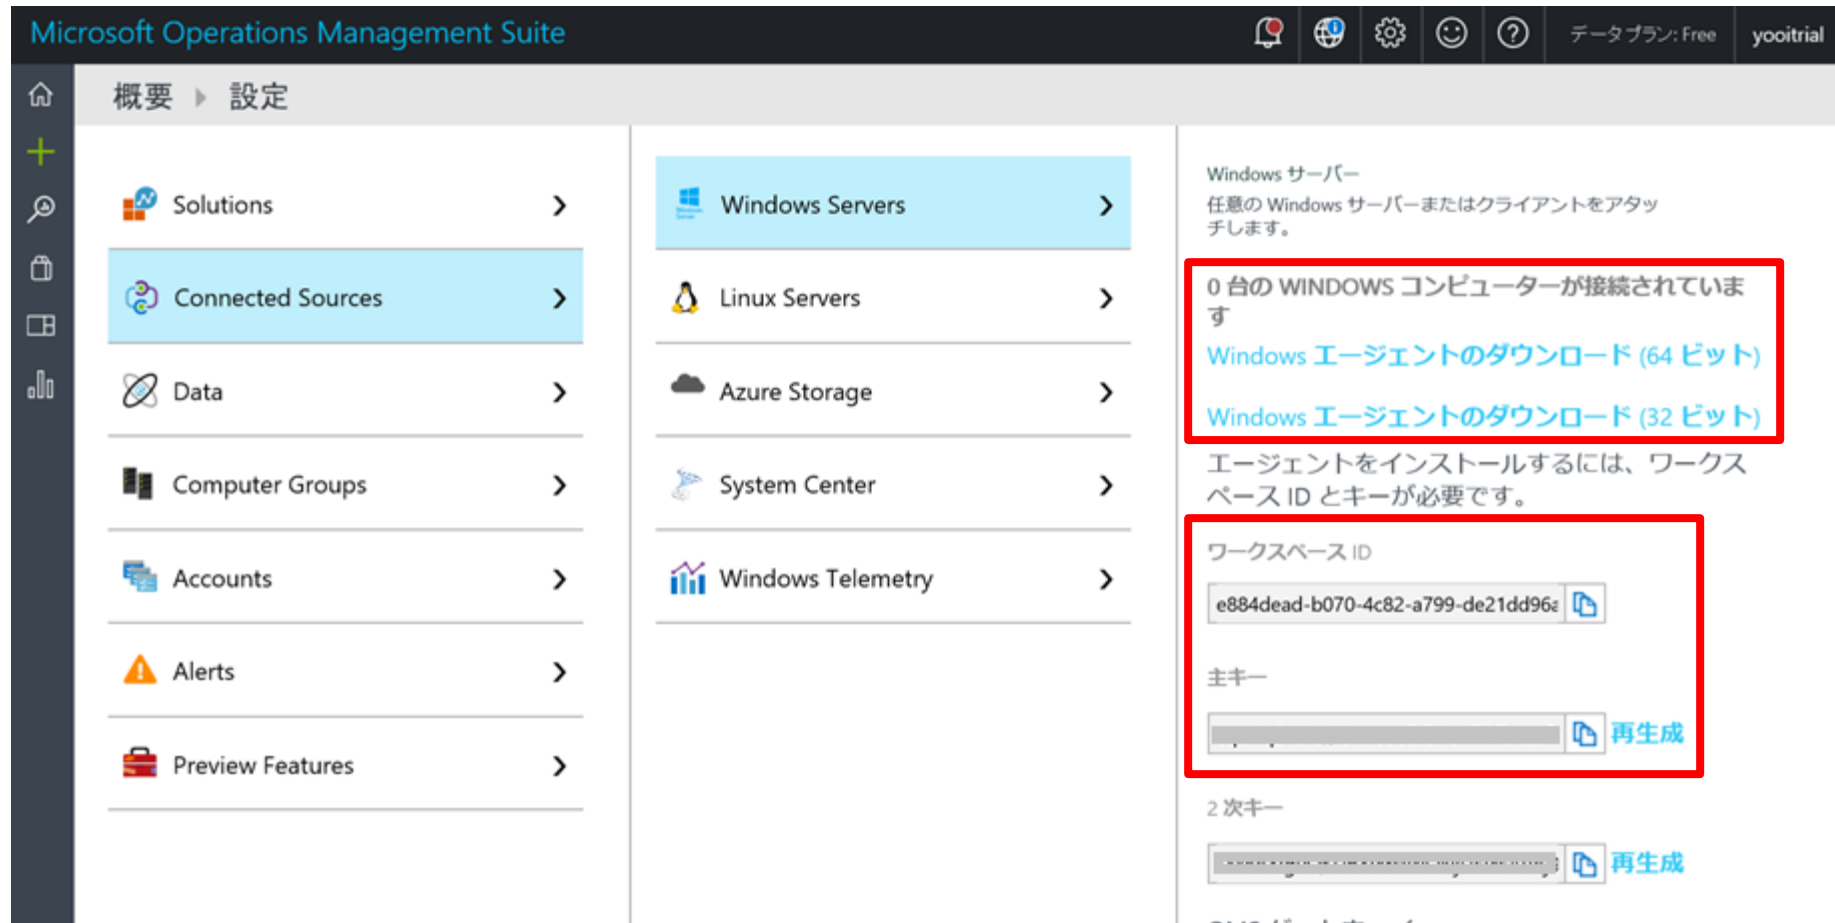 Microsoft Operations Management Suite
データプラン: Free
yooitrial
概要 ▶ 設定
Solutions
Connected Sources
Data
Computer Groups
Accounts
Alerts
Preview Features
Windows Servers
Linux Servers
Azure Storage
System Center
Windows Telemetry
Windows サーバー
任意の Windows サーバーまたはクライアントをアタッ
チします。
0 台の WINDOWS コンピューターが接続されていま
す
Windows エージェントのダウンロード (64 ビット)
Windows エージェントのダウンロード (32 ビット)
エージェントをインストールするには、ワークス
ペース ID とキーが必要です。
ワークスペース ID
e884dead-b070-4c82-a799-de21dd96
主キー
再生成
2 次キー
再生成